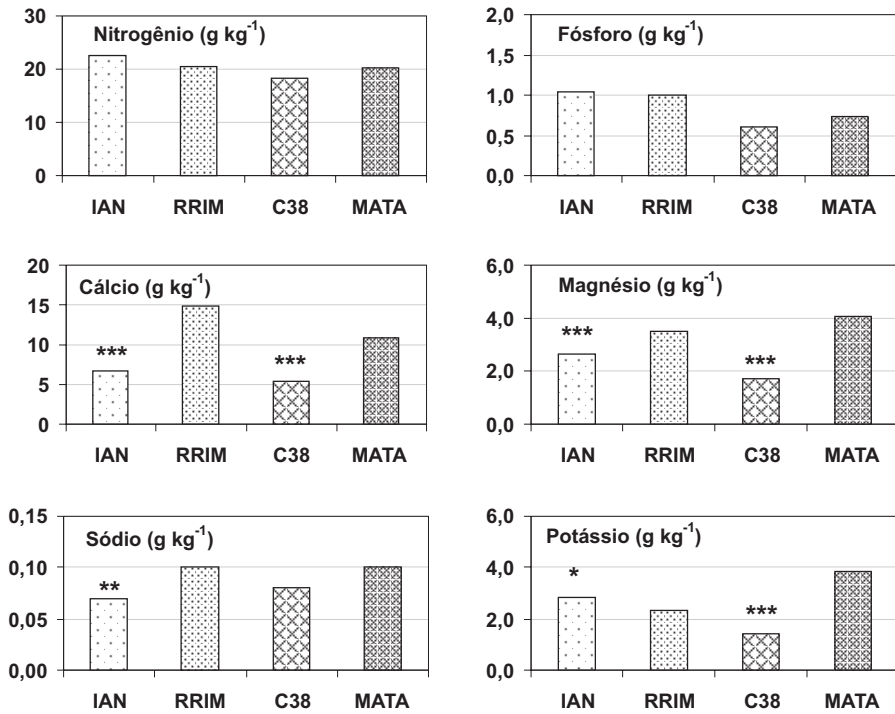 Nitrogênio (g kg-1)
30
20
10
0
IAN RRIM C38 MATA
Fósforo (g kg-1)
2,0
1,5
1,0
0,5
0,0
IAN RRIM C38 MATA
Cálcio (g kg-1)
20
15
10
5
0
***
***
IAN RRIM C38 MATA
Magnésio (g kg-1)
6,0
4,0
2,0
0,0
***
***
IAN RRIM C38 MATA
Sódio (g kg-1)
0,15
0,10
0,05
0,00
**
IAN RRIM C38 MATA
Potássio (g kg-1)
6,0
4,0
2,0
0,0
*
***
IAN RRIM C38 MATA